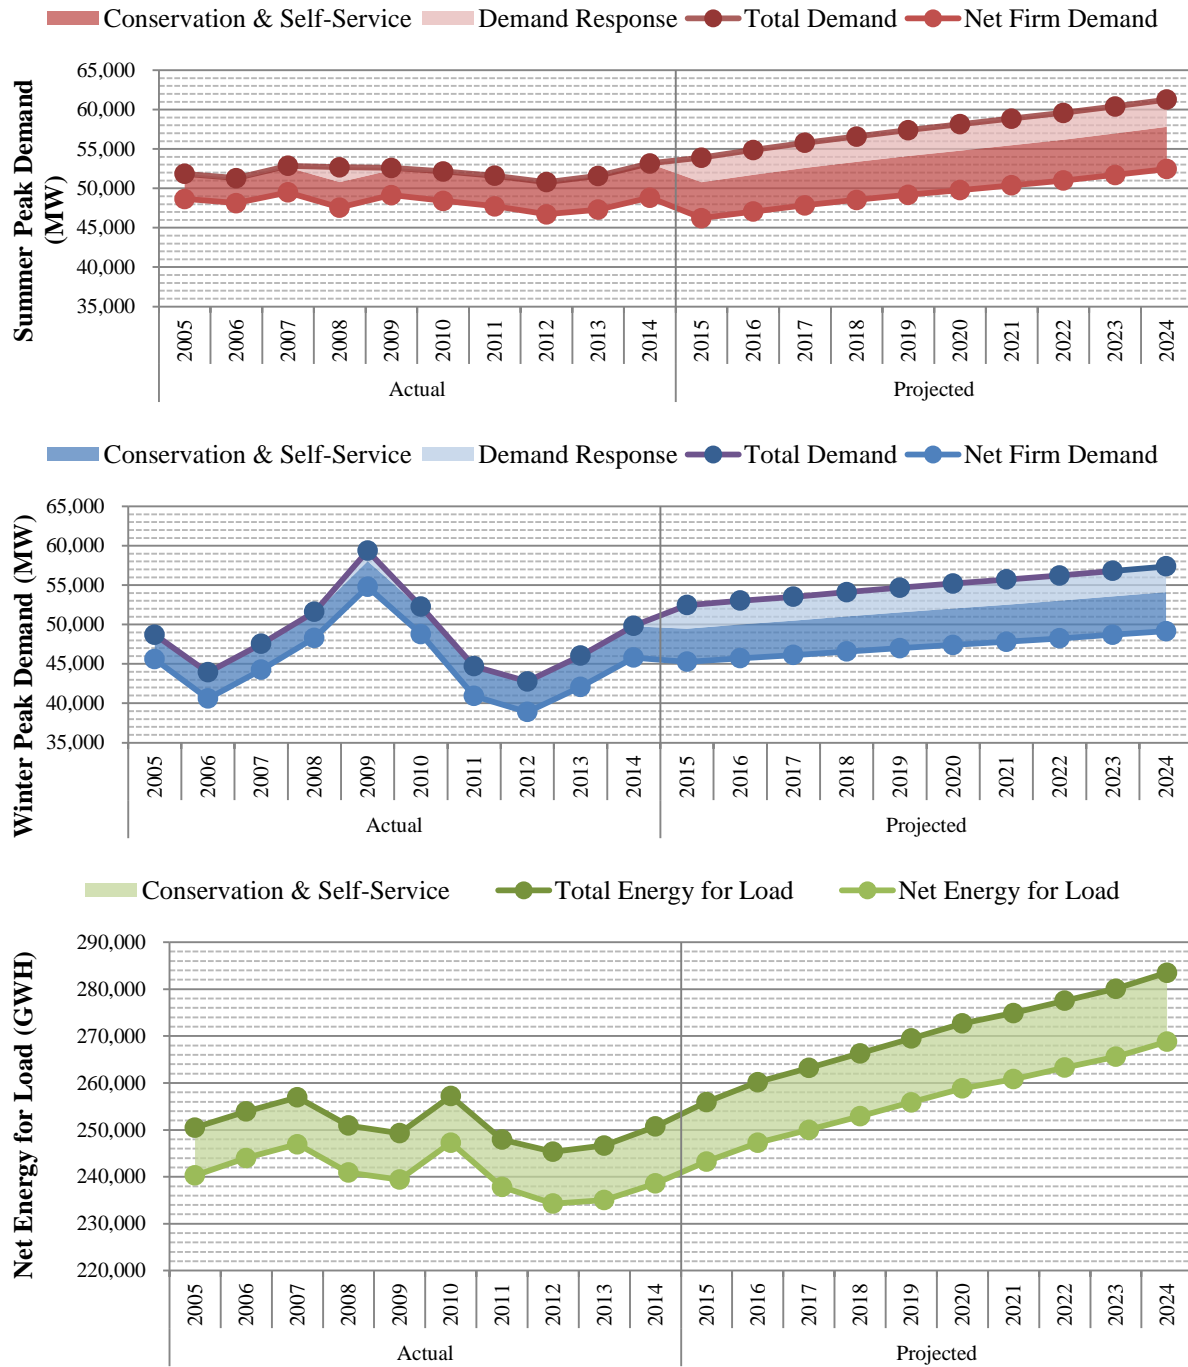 Conservation & Self-Service Demand Response Total Demand Net Firm Demand
Summer Peak Demand
(MW)
65,000
60,000
55,000
50,000
45,000
40,000
35,000
2005 2006 2007 2008 2009 2010 2011 2012 2013 2014 2015 2016 2017 2018 2019 2020 2021 2022 2023 2024
Actual Projected
Conservation & Self-Service Demand Response Total Demand Net Firm Demand
Winter Peak Demand (MW)
65,000
60,000
55,000
50,000
45,000
40,000
35,000
2005 2006 2007 2008 2009 2010 2011 2012 2013 2014 2015 2016 2017 2018 2019 2020 2021 2022 2023 2024
Actual Projected
Conservation & Self-Service Total Energy for Load Net Energy for Load
Net Energy for Load (GWH)
290,000
280,000
270,000
260,000
250,000
240,000
230,000
220,000
2005 2006 2007 2008 2009 2010 2011 2012 2013 2014 2015 2016 2017 2018 2019 2020 2021 2022 2023 2024
Actual Projected